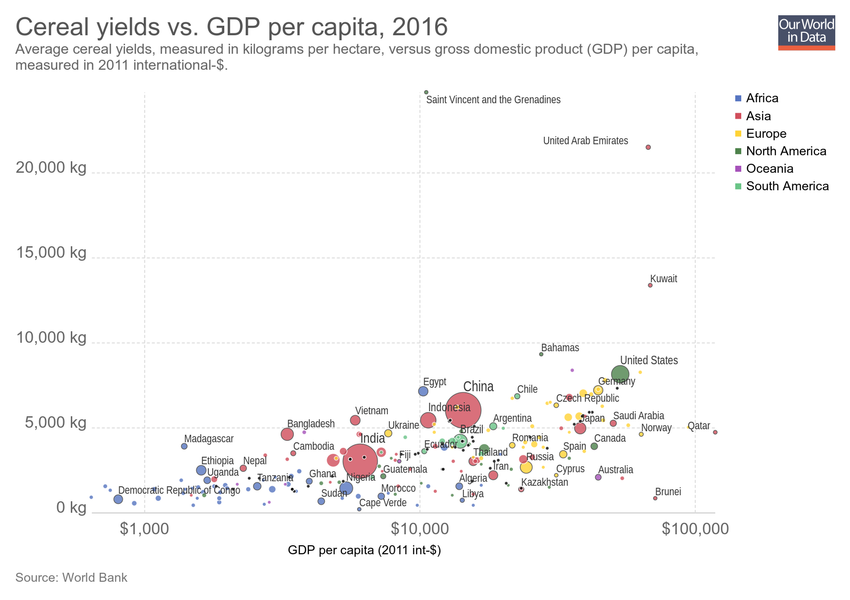 Cereal yields vs. GDP per capita, 2016
Average cereal yields, measured in kilograms per hectare, versus gross domestic product (GDP) per capita,
measured in 2011 international-$.
Our World
in Data
Africa
Asia
Europe
North America
Oceania
South America
Saint Vincent and the Grenadines
United Arab Emirates
20,000 kg
15,000 kg
Kuwait
10,000 kg
Bahamas
United States
Egypt
China
Germany
Chile
Czech Republic
Vietnam
Indonesia
5,000 kg
Bangladesh
Ukraine
Argentina
Japan
Saudi Arabia
Qatar
Norway
Brazil
Madagascar
India
Cambodia
Ecuador
Romania
Canada
Spain
Fiji
Thailand
Ethiopia
Nepal
Russia
Uganda
Tanzania
Ghana
Nigeria
Guatemala
Iran
Algeria
Cyprus
Australia
Kazakhstan
Democratic Republic of Congo
Sudan
Morocco
Libya
Brunei
Cape Verde
0 kg
$1,000
$10,000
$100,000
GDP per capita (2011 int-$)
Source: World Bank